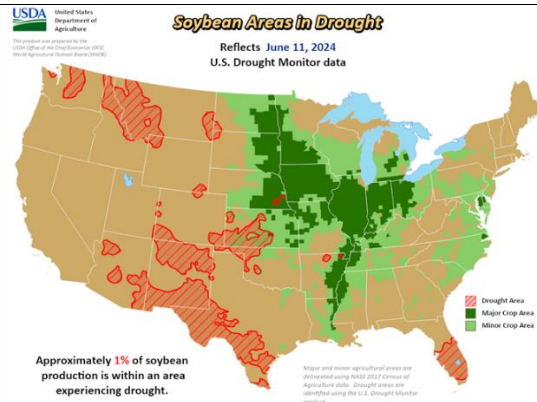 USDA
United States
Department of
Agriculture
This product was prepared by the
USDA Office of the Chief Economist (OCE)
World Agricultural Outlook Board (WAOB)
Soybean Areas in Drought
Reflects June 11, 2024
U.S. Drought Monitor data
Drought Area
Major Crop Area
Minor Crop Area
Approximately 1% of soybean
production is within an area
experiencing drought.
Major and minor agricultural areas are
delineated using NASS 2017 Census of
Agriculture data. Drought areas are
identified using the U.S. Drought Monitor